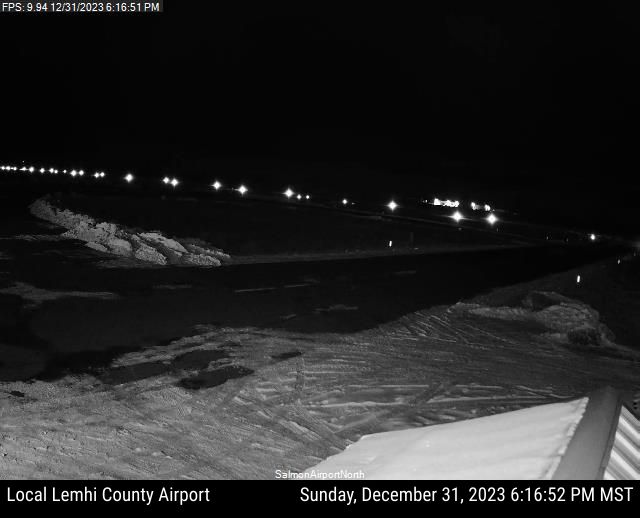 FPS: 9.94 12/31/2023 6:16:51 PM
SalmonAirportNorth
Local Lemhi County Airport Sunday, December 31, 2023 6:16:52 PM MST